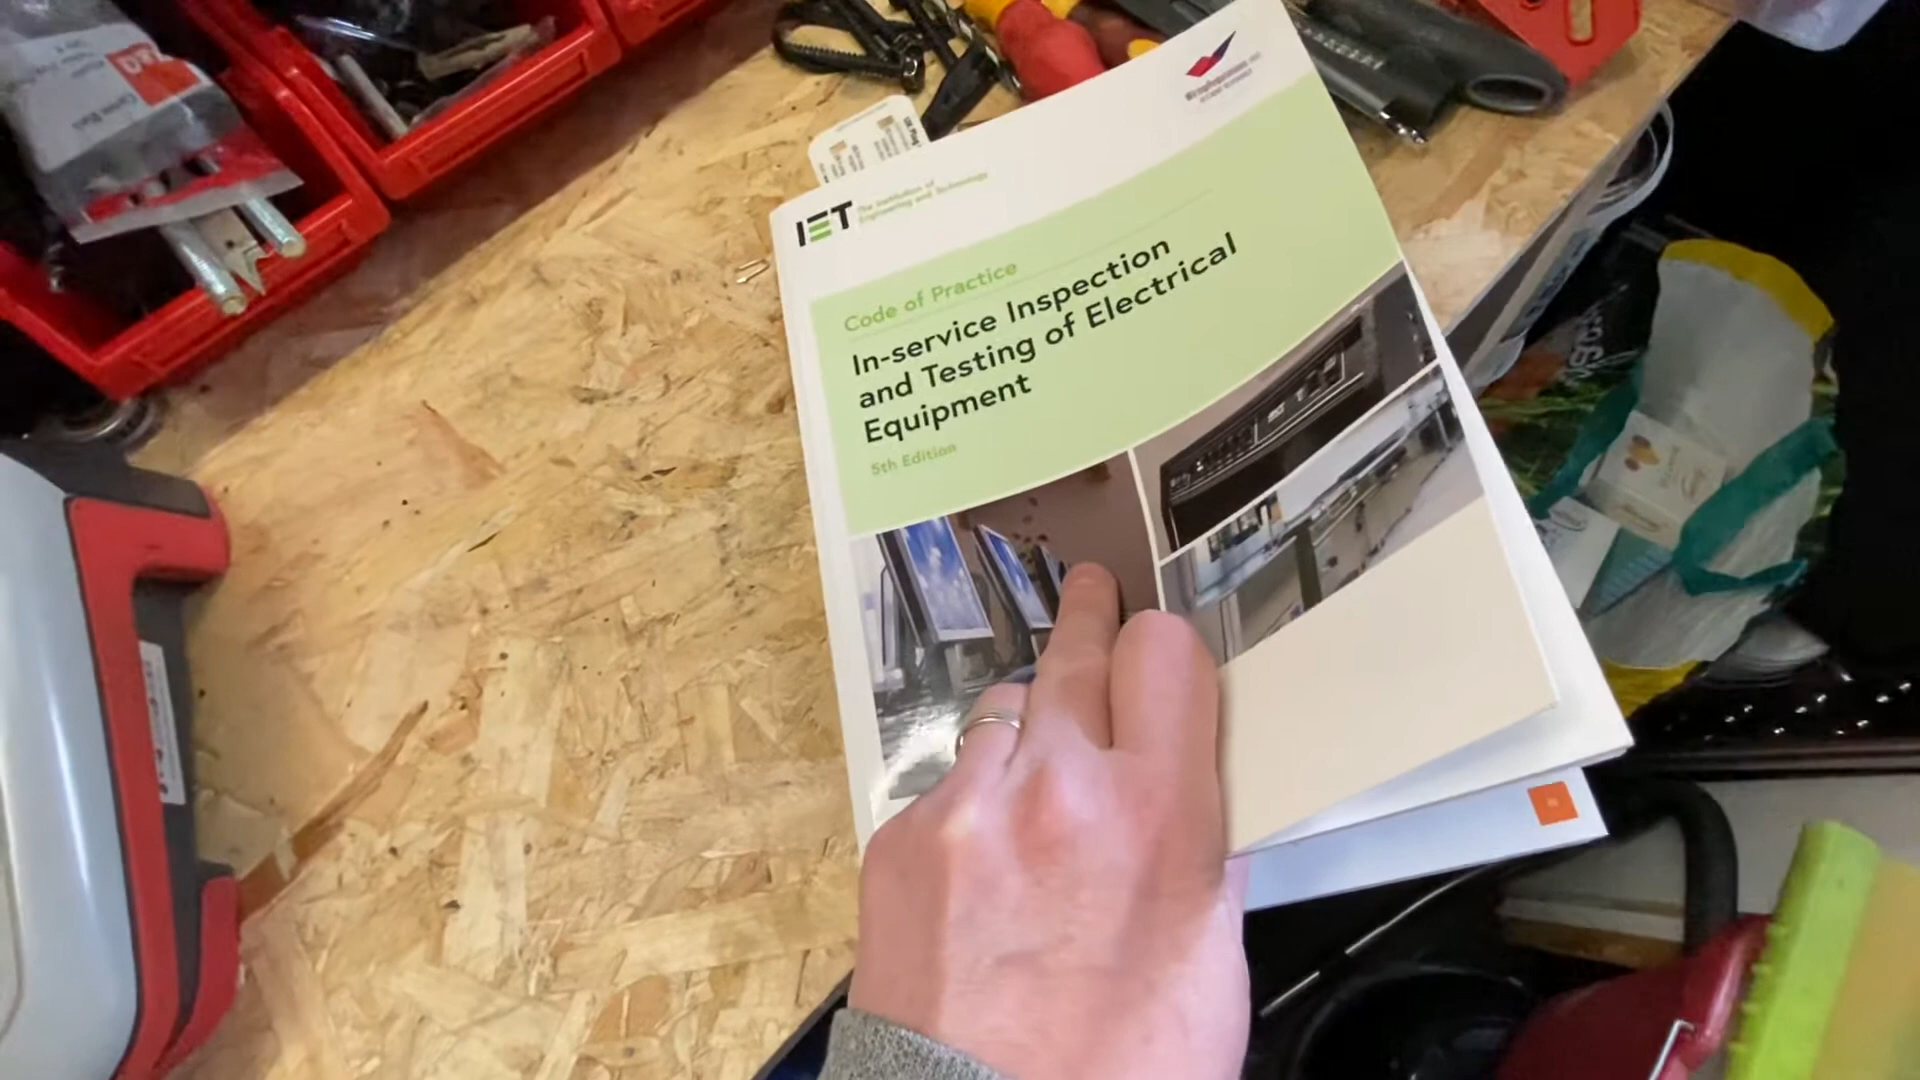 IET The Institution of
Engineering and Technology
Code of Practice
In-service Inspection
and Testing of Electrical
Equipment
5th Edition